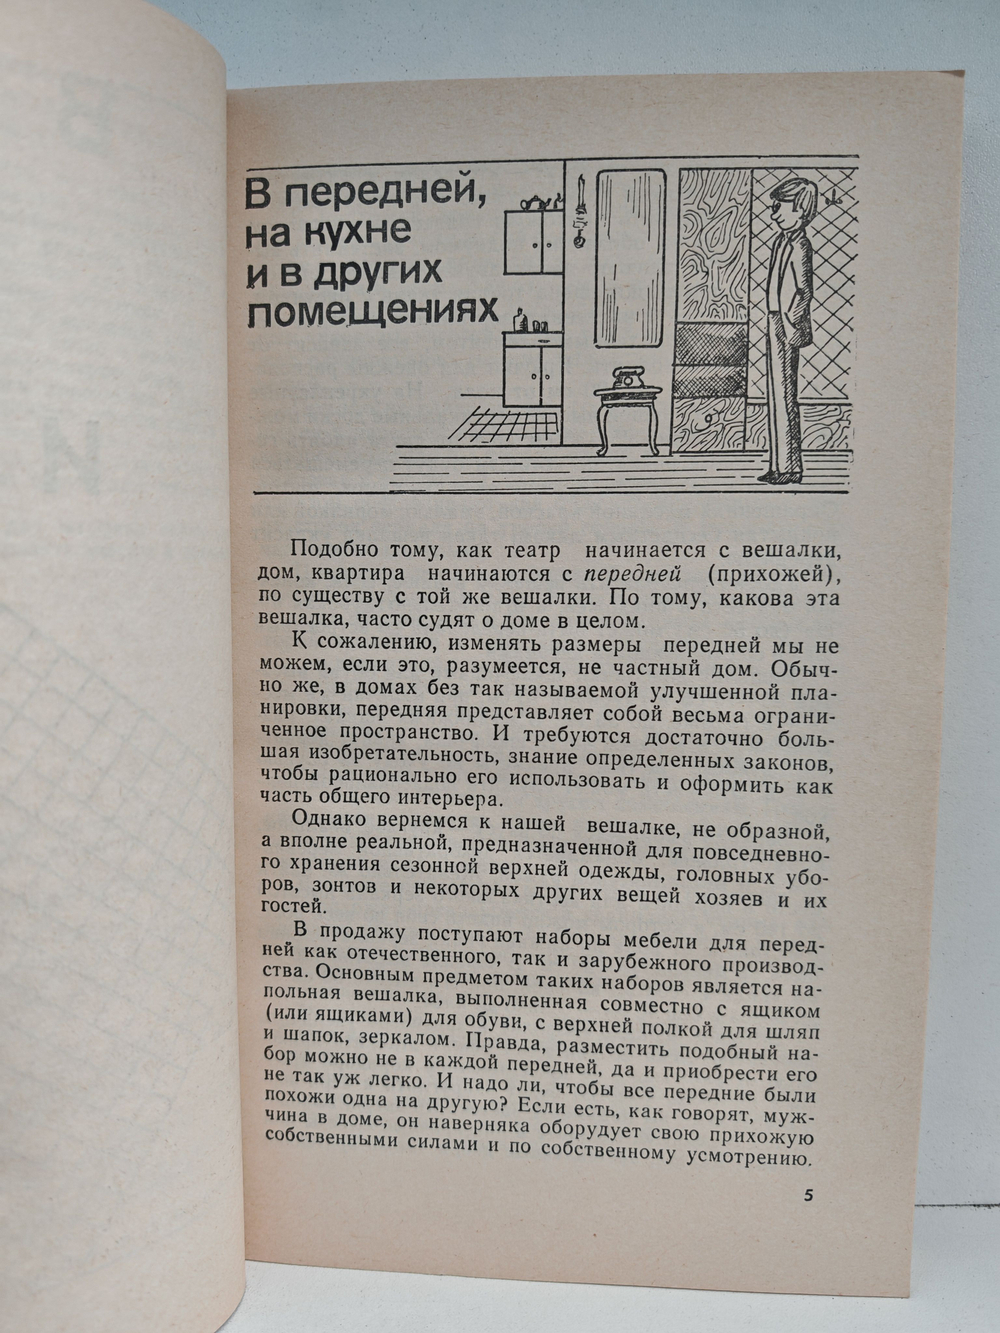 В передней,
на кухне
и в других
помещениях
Подобно тому, как театр начинается с вешалки,
дом, квартира начинаются с передней (прихожей),
по существу с той же вешалки. По тому, какова эта
вешалка, часто судят о доме в целом.
К сожалению, изменять размеры передней мы не
можем, если это, разумеется, не частный дом. Обыч-
но же, в домах без так называемой улучшенной пла-
нировки, передняя представляет собой весьма ограни-
ченное пространство. И требуются достаточно боль-
шая изобретательность, знание определенных законов,
чтобы рационально его использовать и оформить как
часть общего интерьера.
Однако вернемся к нашей вешалке, не образной,
а вполне реальной, предназначенной для повседневно-
го хранения сезонной верхней одежды, головных убо-
ров, зонтов и некоторых других вещей хозяев и их
гостей.
В продажу поступают наборы мебели для перед-
ней как отечественного, так и зарубежного производ-
ства. Основным предметом таких наборов является на-
польная вешалка, выполненная совместно с ящиком
(или ящиками) для обуви, с верхней полкой для шляп
и шапок, зеркалом. Правда, разместить подобный на-
бор можно не в каждой передней, да и приобрести его
не так уж легко. И надо ли, чтобы все передние были
похожи одна на другую? Если есть, как говорят, муж-
чина в доме, он наверняка оборудует свою прихожую
собственными силами и по собственному усмотрению.
5